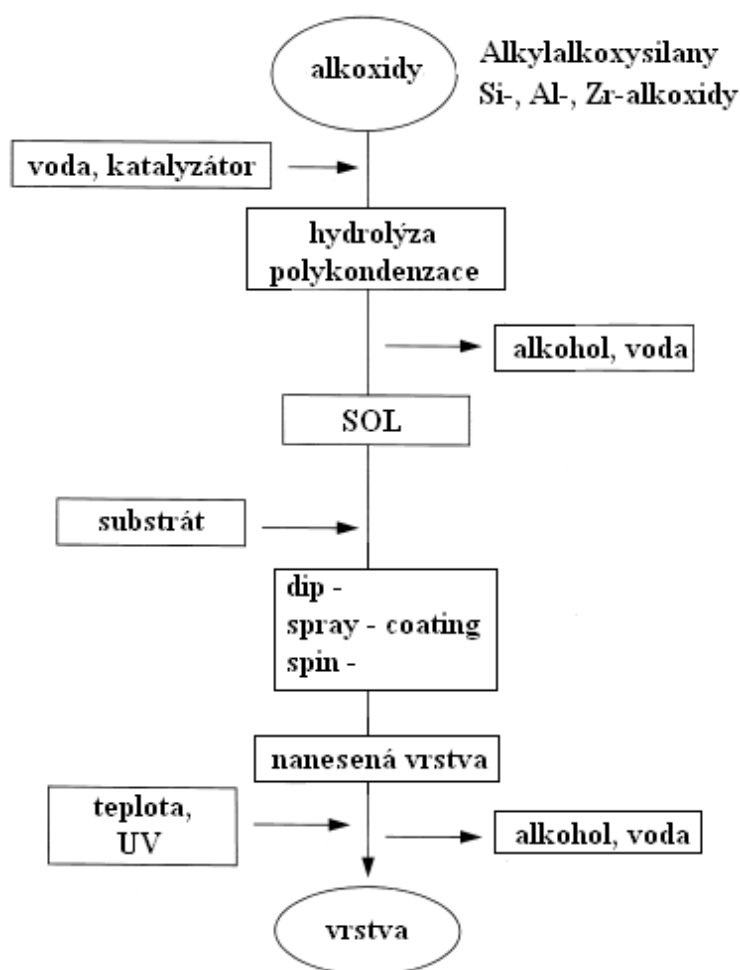 alkoxidy
Alkylalkoxysilany
Si-, Al-, Zr-alkoxidy
voda, katalyzátor
hydrolýza
polykondenzace
alkohol, voda
SOL
substrát
dip -
spray - coating
spin -
nanesená vrstva
teplota,
UV
alkohol, voda
vrstva